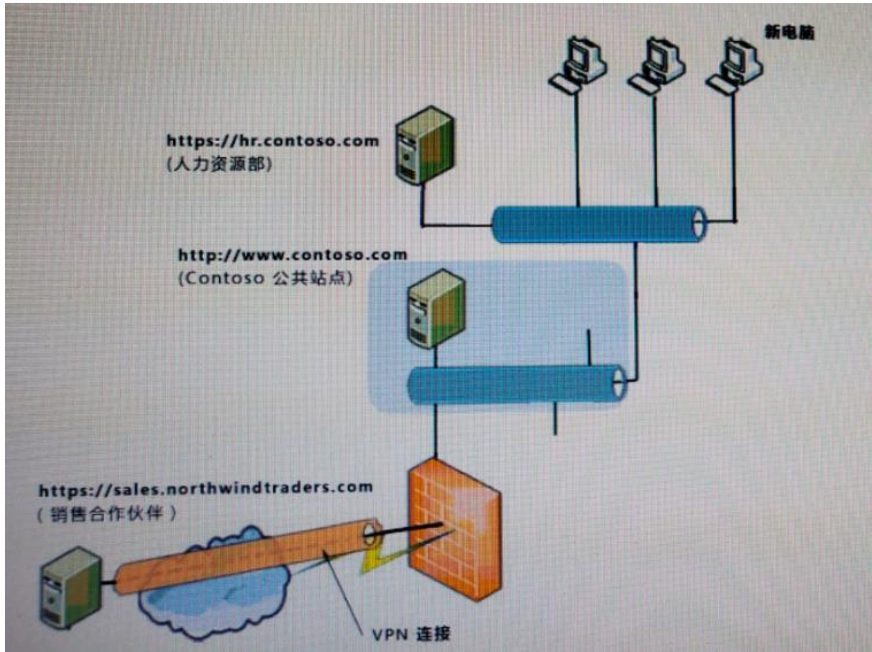 新电脑
https://hr.contoso.com
(人力资源部)
http://www.contoso.com
(Contoso 公共站点)
https://sales.northwindtraders.com
( 销售合作伙伴 )
VPN 连接